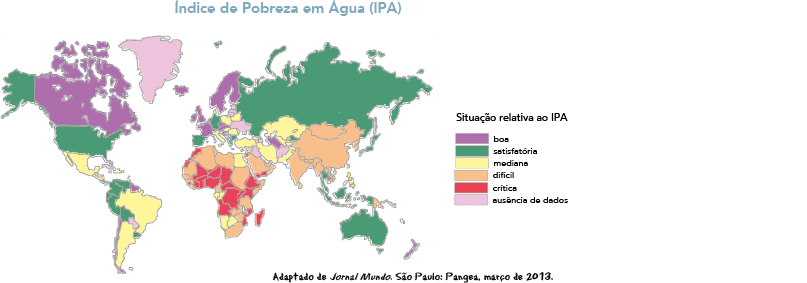 Índice de Pobreza em Água (IPA)
Situação relativa ao IPA
boa
satisfatória
mediana
difícil
crítica
ausência de dados
Adaptado de Jornal Mundo. São Paulo: Pangea, março de 2013.